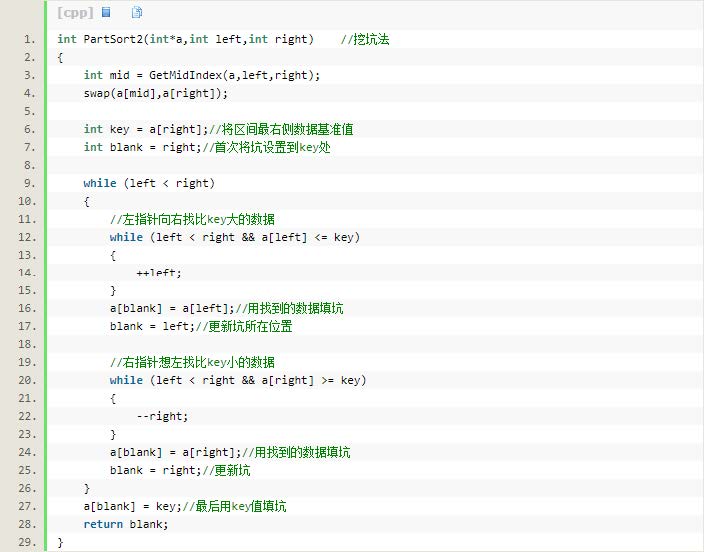 [cpp]
1. int PartSort2(int*a,int left,int right)    //挖坑法
2. {
3.     int mid = GetMidIndex(a,left,right);
4.     swap(a[mid],a[right]);
5.
6.     int key = a[right];//将区间最右侧数据基准值
7.     int blank = right;//首次将坑设置到key处
8.
9.     while (left < right)
10.     {
11.         //左指针向右找比key大的数据
12.         while (left < right && a[left] <= key)
13.         {
14.             ++left;
15.         }
16.         a[blank] = a[left];//用找到的数据填坑
17.         blank = left;//更新坑所在位置
18.
19.         //右指针想左找比key小的数据
20.         while (left < right && a[right] >= key)
21.         {
22.             --right;
23.         }
24.         a[blank] = a[right];//用找到的数据填坑
25.         blank = right;//更新坑
26.     }
27.     a[blank] = key;//最后用key值填坑
28.     return blank;
29. }